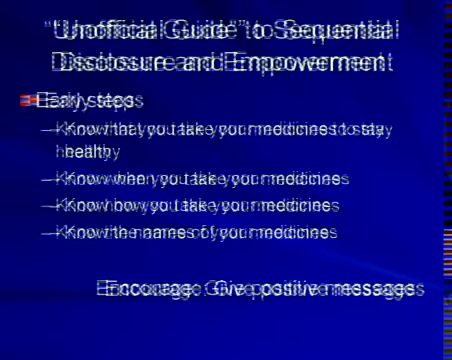 "Unofficial Guide" to Sequential
Disclosure and Empowerment
Early steps
– Know that you take your medicines to stay
healthy
– Know when you take your medicines
– Know how you take your medicines
– Know the names of your medicines
Encourage: Give positive messages